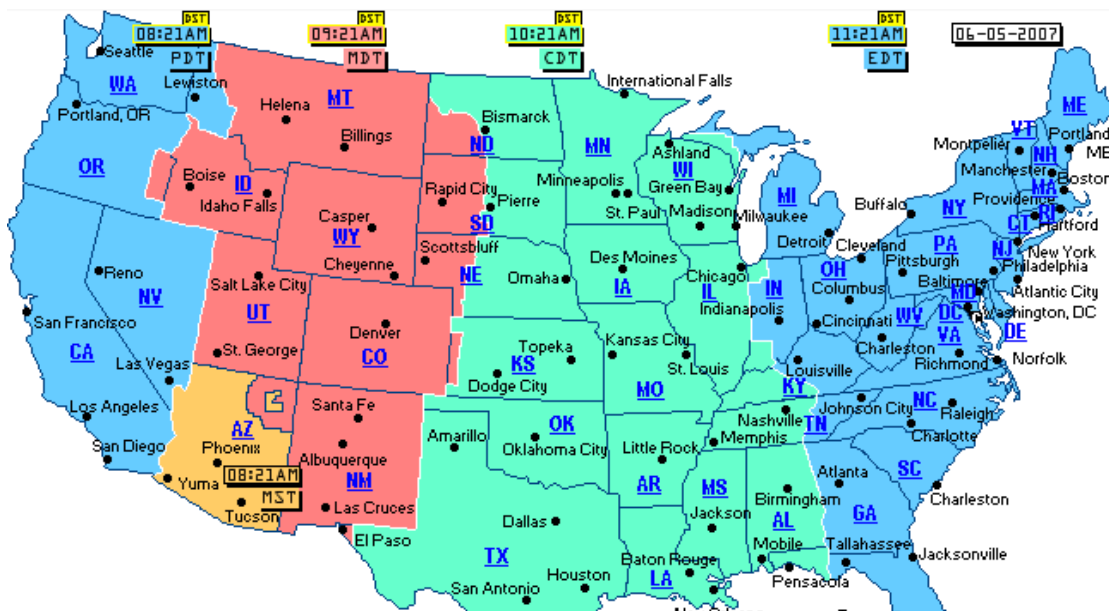 DST
08:21AM
PDT
DST
09:21AM
MDT
DST
10:21AM
CDT
DST
11:21AM
EDT
06-05-2007
Seattle
WA
Lewiston
Portland, OR
OR
MT
Helena
Billings
International Falls
Bismarck
ND
MN
Ashland
WI
ME
VT
Portland
ME
Montpelier
NH
Manchester
Boise
ID
Idaho Falls
Rapid City
Pierre
SD
Minneapolis
St. Paul
Green Bay
Madison
Milwaukee
MI
Detroit
Buffalo
NY
MA
Boston
Providence
CT
RI
Hartford
Casper
WY
Cheyenne
Scottsbluff
NE
Omaha
Des Moines
IA
Chicago
IL
IN
Indianapolis
OH
Cleveland
Columbus
PA
Pittsburgh
NJ
New York
Philadelphia
Baltimore
Atlantic City
MD
DC
Washington, DC
DE
Reno
NV
San Francisco
CA
Salt Lake City
UT
St. George
Las Vegas
Denver
CO
Topeka
KS
Dodge City
Kansas City
MO
St. Louis
Cincinnati
WV
Charleston
VA
Richmond
Norfolk
Louisville
KY
Los Angeles
San Diego
AZ
Phoenix
08:21AM
MST
Yuma
Tucson
Santa Fe
Albuquerque
NM
Las Cruces
El Paso
Amarillo
OK
Oklahoma City
Little Rock
AR
Nashville
TN
Memphis
Johnson City
NC
Raleigh
Charlotte
SC
Charleston
Atlanta
GA
MS
Jackson
Birmingham
AL
Mobile
Dallas
TX
San Antonio
Houston
Baton Rouge
LA
Pensacola
Tallahassee
Jacksonville